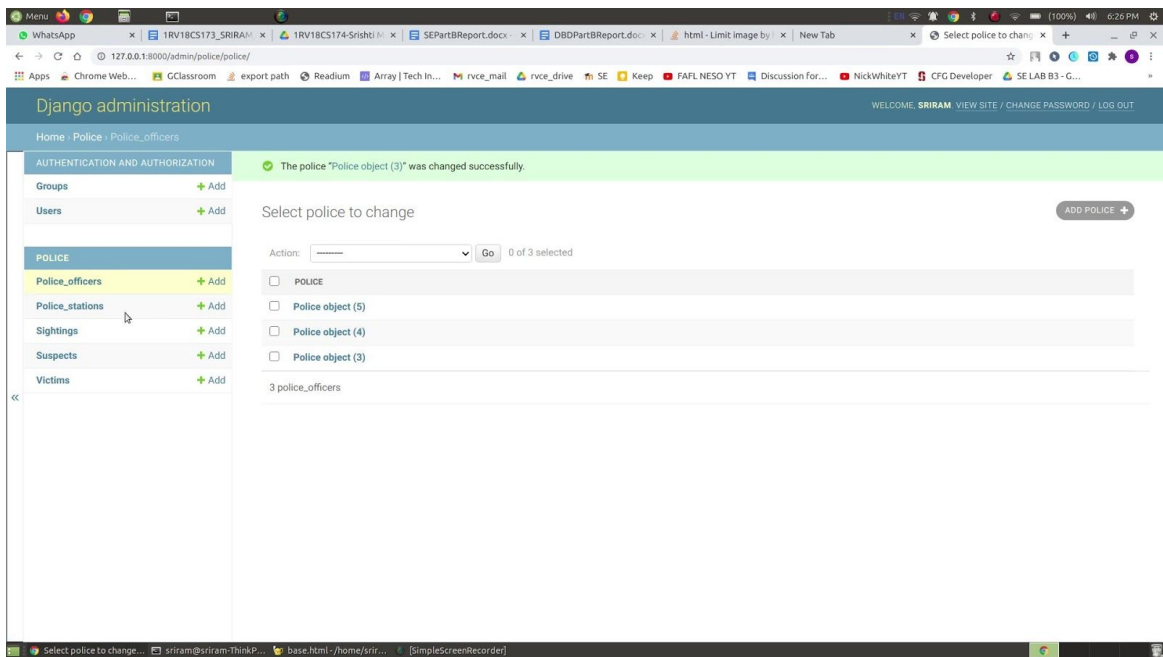 Menu EN (100%) 6:26 PM
WhatsApp 1RV18CS173_SRIRAM 1RV18CS174-Srishti M SEPartBReport.docx - DBDPartBReport.doc html - Limit image by New Tab Select police to chang
127.0.0.1:8000/admin/police/police/
Apps Chrome Web... GClassroom export path Readium Array | Tech In... rvce_mail rvce_drive SE Keep FAFL NESO YT Discussion for... NickWhiteYT CFG Developer SE LAB B3 - G... »
Django administration WELCOME, SRIRAM. VIEW SITE / CHANGE PASSWORD / LOG OUT
Home › Police › Police_officers
AUTHENTICATION AND AUTHORIZATION
The police “Police object (3)” was changed successfully.
Groups + Add
Users + Add
Select police to change ADD POLICE +
POLICE
Action: --------- Go 0 of 3 selected
Police_officers + Add
POLICE
Police_stations + Add
Police object (5)
Sightings + Add
Police object (4)
Suspects + Add
Police object (3)
Victims + Add
3 police_officers
«
Select police to change... sriram@sriram-ThinkP... base.html - /home/srir... [SimpleScreenRecorder]